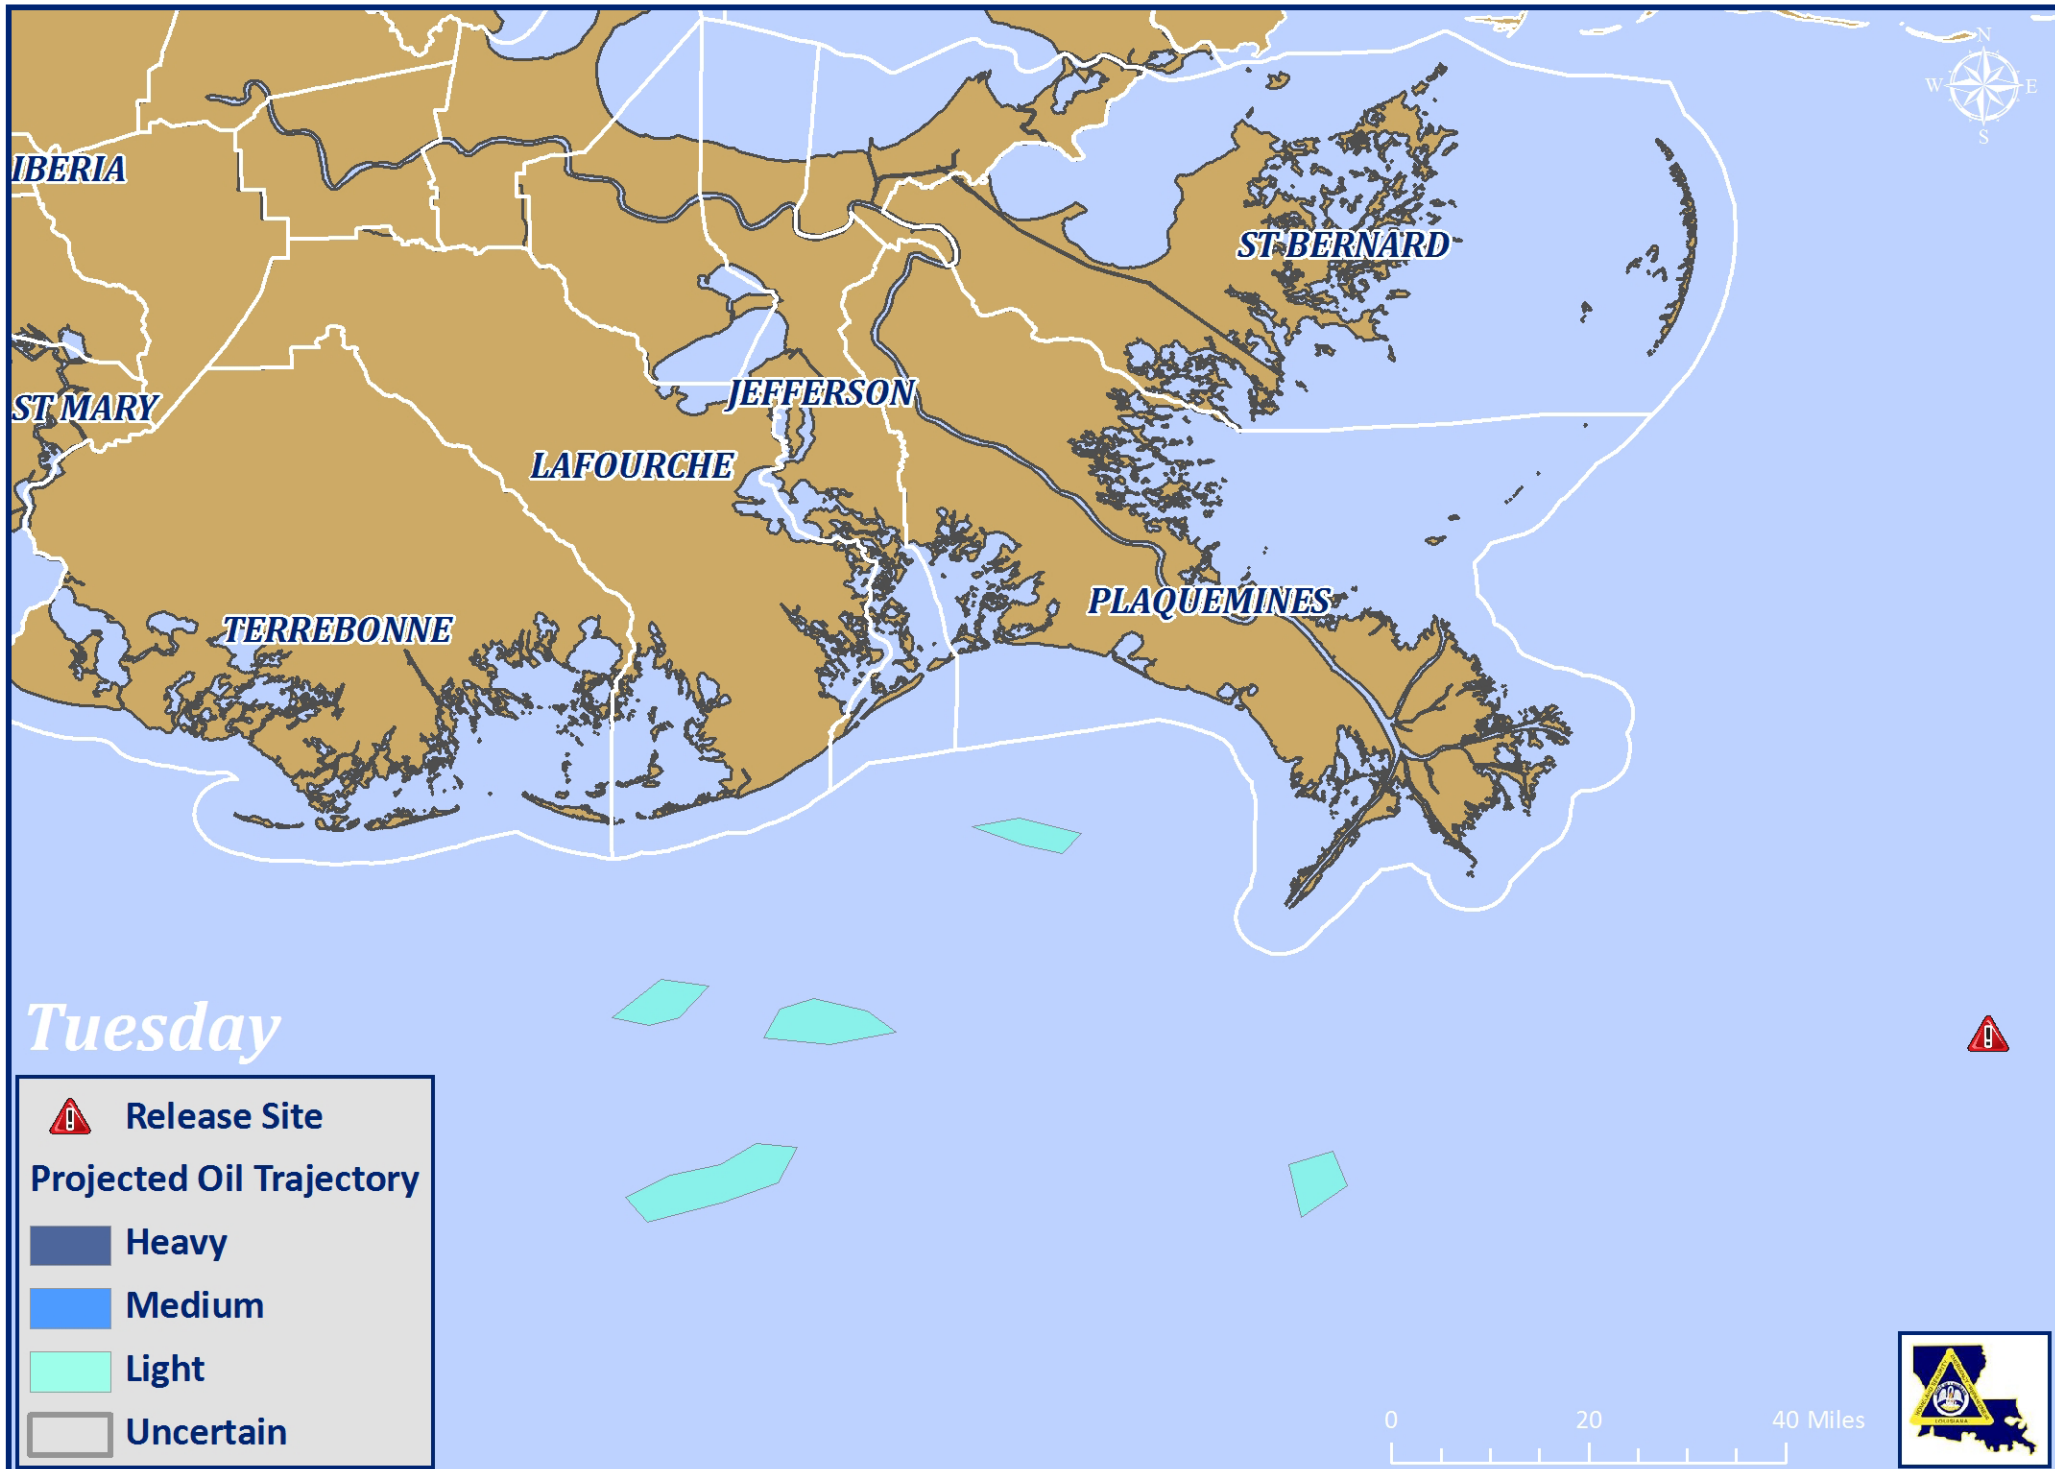 N
W E
S
IBERIA
ST BERNARD
JEFFERSON
ST MARY
LAFOURCHE
PLAQUEMINES
TERREBONNE
Tuesday
Release Site
Projected Oil Trajectory
Heavy
Medium
Light
Uncertain
0 20 40 Miles
LOUISIANA